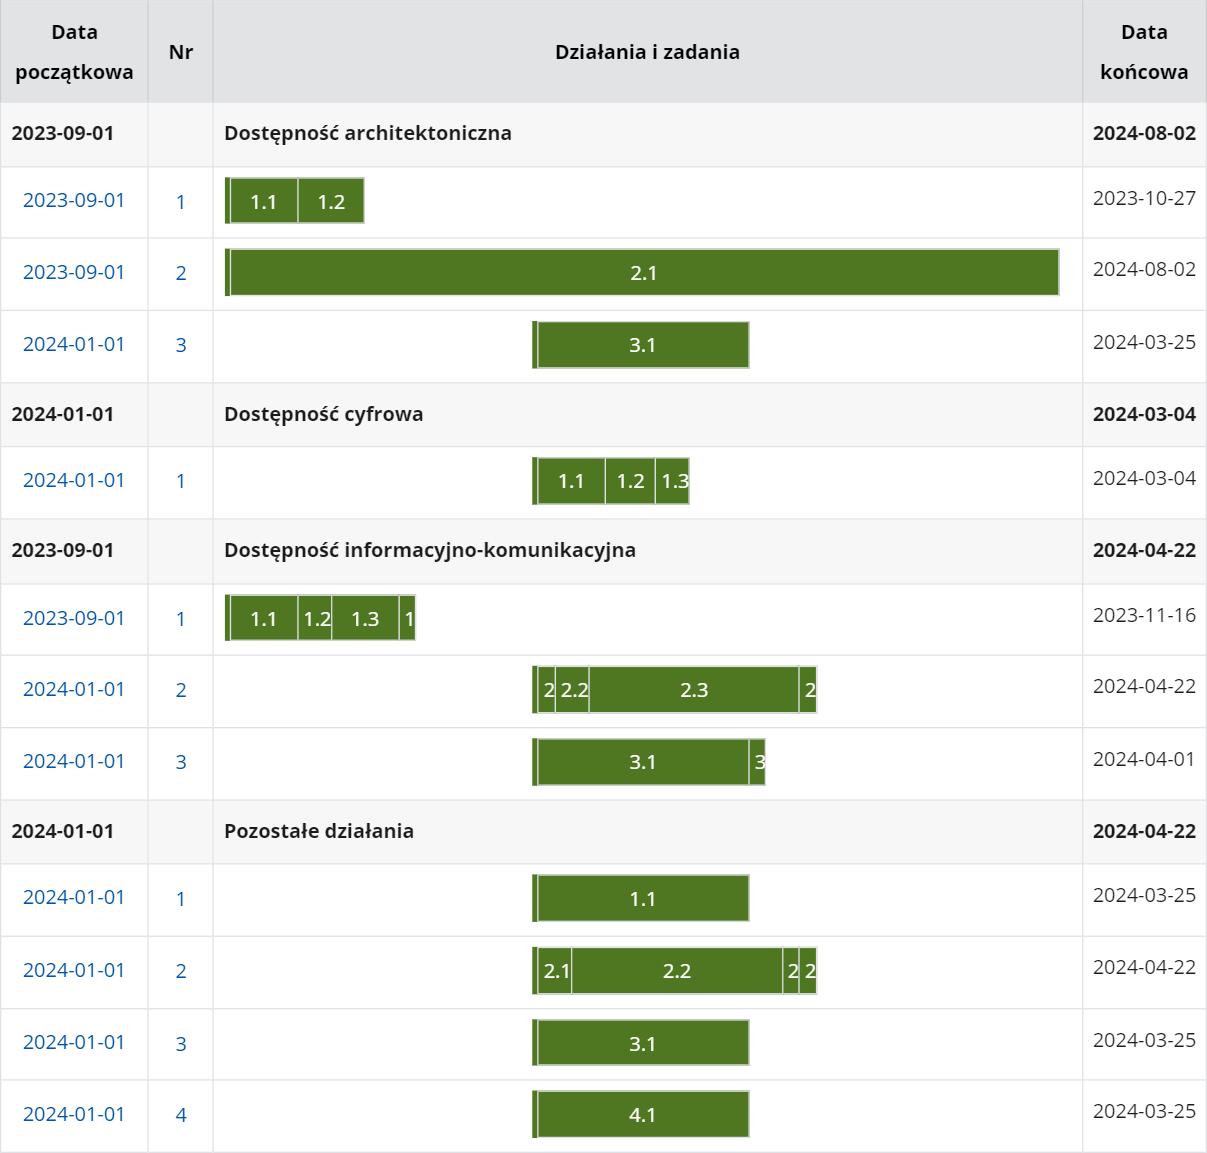 Data początkowa
Nr
Działania i zadania
Data końcowa
2023-09-01 Dostępność architektoniczna 2024-08-02
2023-09-01 1 1.1 1.2 2023-10-27
2023-09-01 2 2.1 2024-08-02
2024-01-01 3 3.1 2024-03-25
2024-01-01 Dostępność cyfrowa 2024-03-04
2024-01-01 1 1.1 1.2 1.3 2024-03-04
2023-09-01 Dostępność informacyjno-komunikacyjna 2024-04-22
2023-09-01 1 1.1 1.2 1.3 1 2023-11-16
2024-01-01 2 2 2.2 2.3 2 2024-04-22
2024-01-01 3 3.1 3 2024-04-01
2024-01-01 Pozostałe działania 2024-04-22
2024-01-01 1 1.1 2024-03-25
2024-01-01 2 2.1 2.2 2 2 2024-04-22
2024-01-01 3 3.1 2024-03-25
2024-01-01 4 4.1 2024-03-25